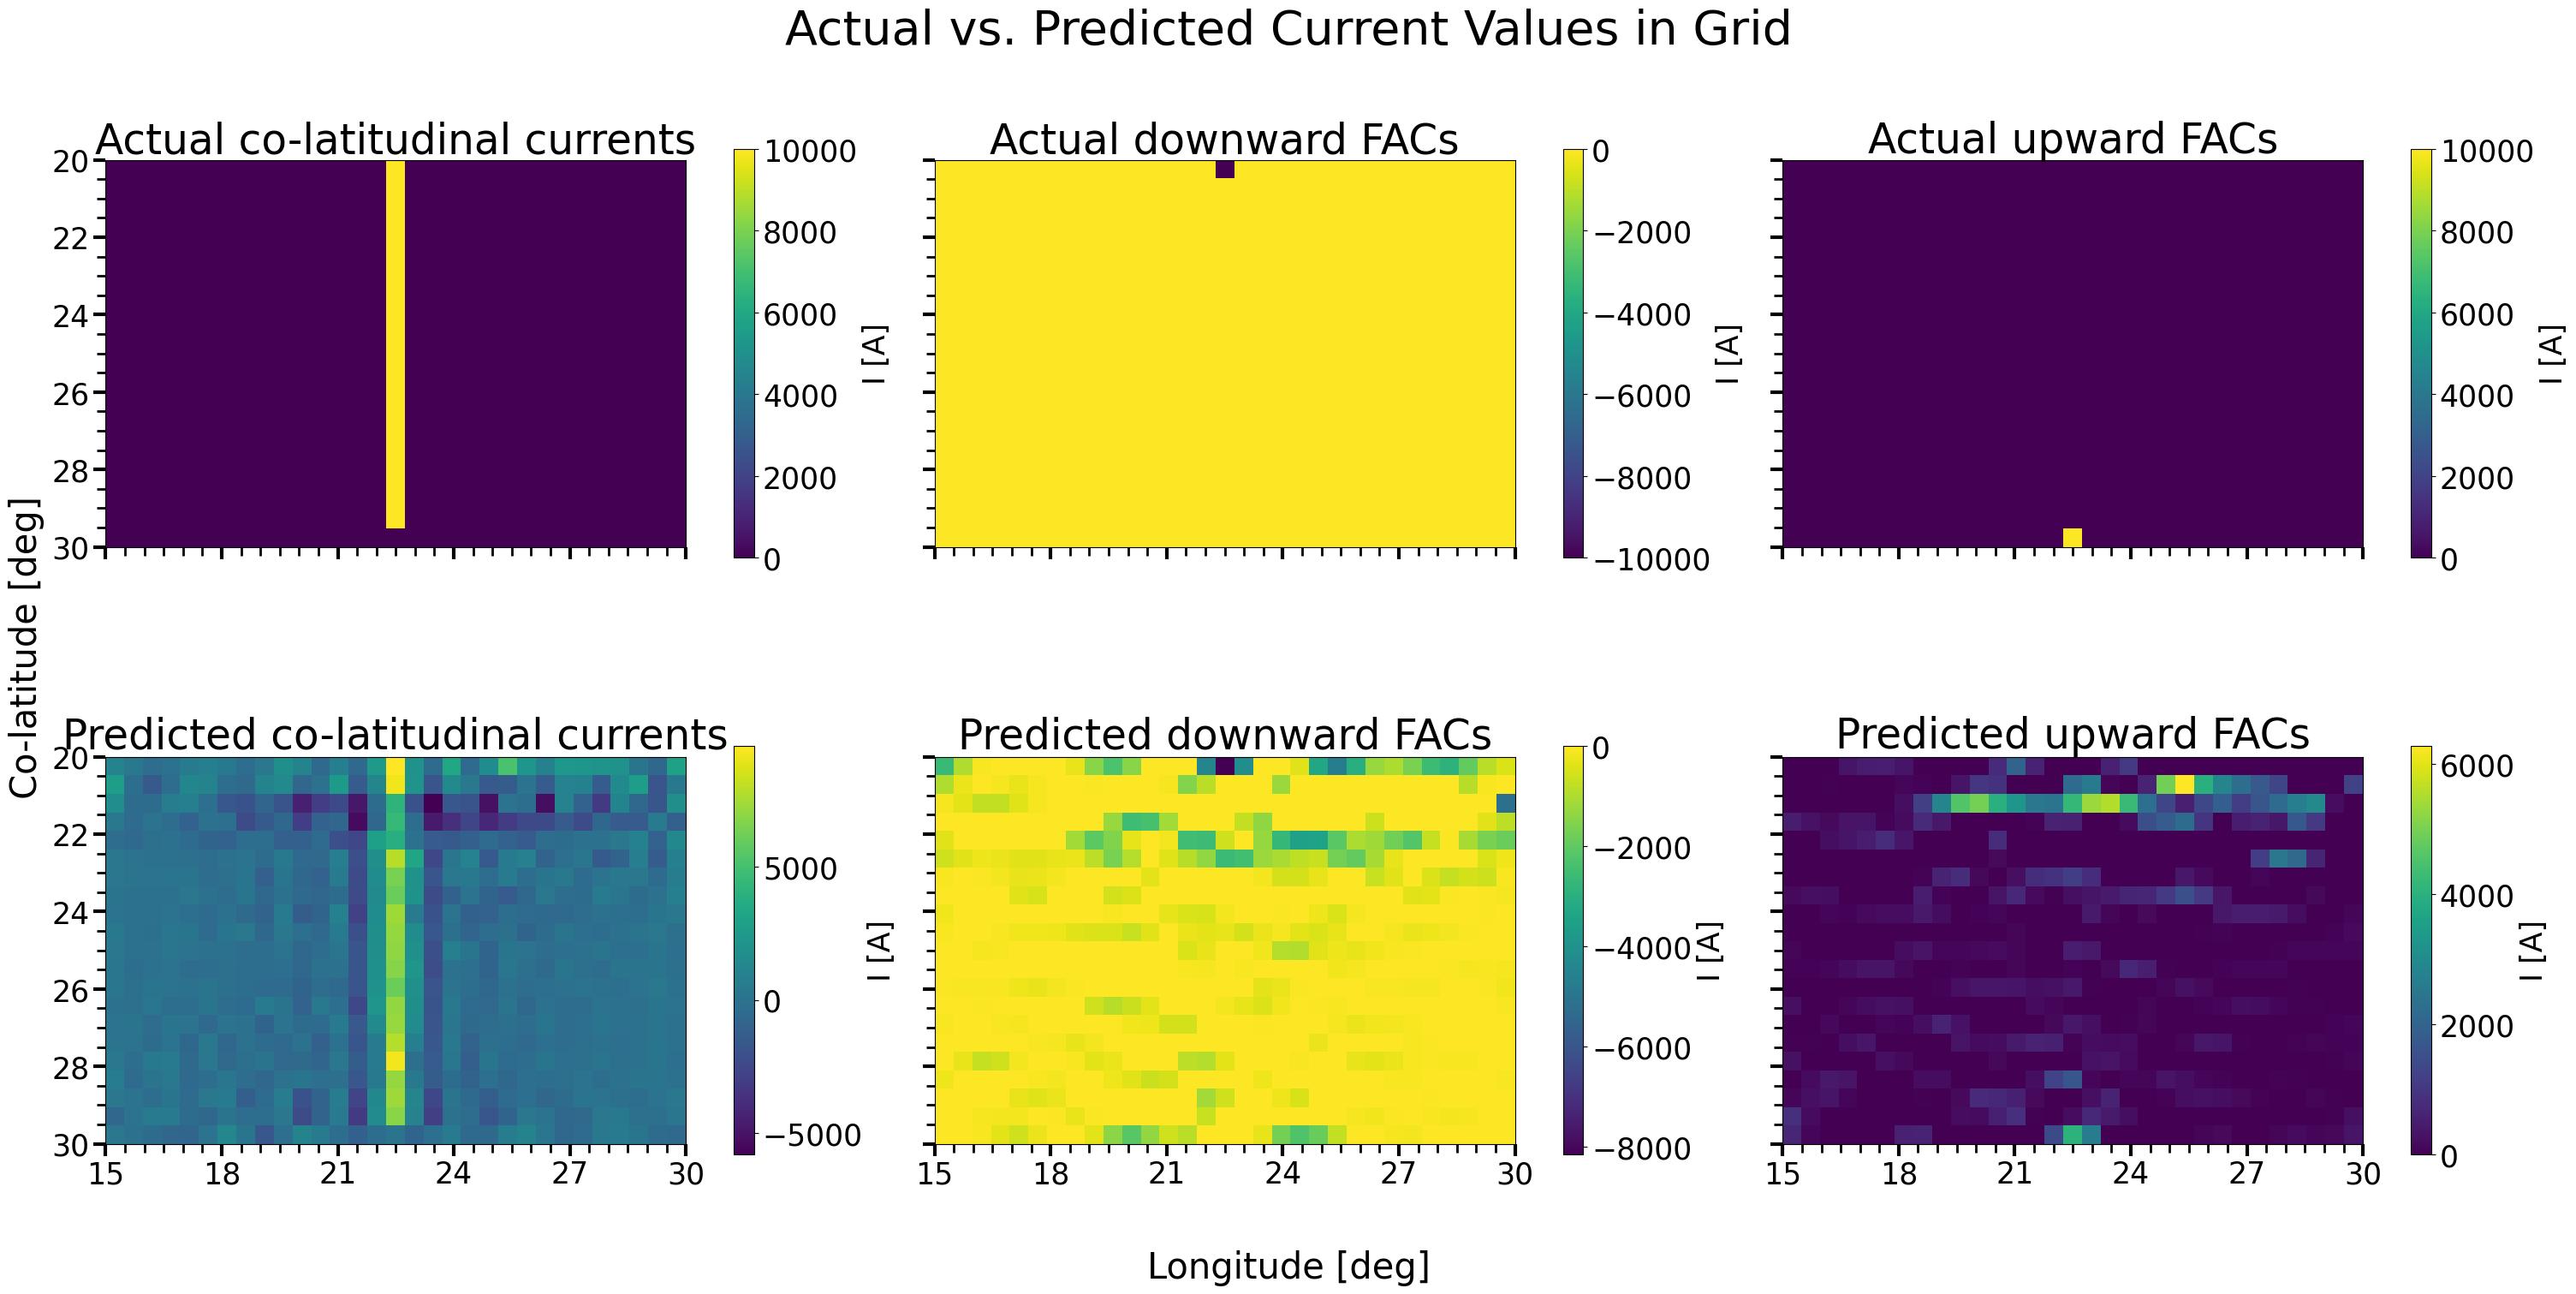 Actual vs. Predicted Current Values in Grid
Actual co-latitudinal currents
Actual downward FACs
Actual upward FACs
20
22
24
26
28
30
10000
8000
6000
4000
2000
0
I [A]
0
−2000
−4000
−6000
−8000
−10000
I [A]
10000
8000
6000
4000
2000
0
I [A]
Co-latitude [deg]
Predicted co-latitudinal currents
Predicted downward FACs
Predicted upward FACs
20
22
24
26
28
30
15 18 21 24 27 30
5000
0
−5000
I [A]
15 18 21 24 27 30
0
−2000
−4000
−6000
−8000
I [A]
15 18 21 24 27 30
6000
4000
2000
0
I [A]
Longitude [deg]